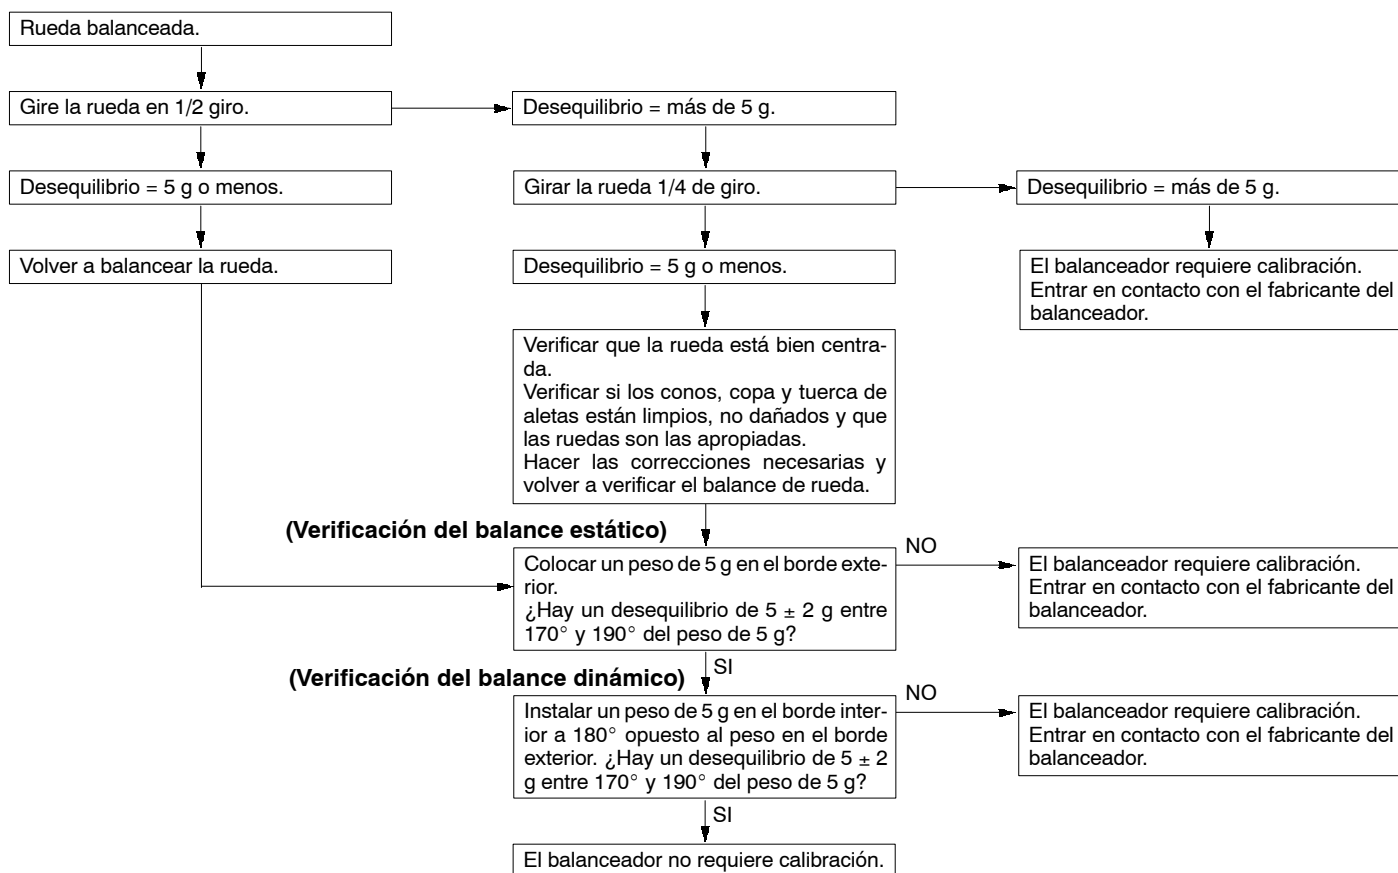 Rueda balanceada.
Gire la rueda en 1/2 giro.
Desequilibrio = más de 5 g.
Desequilibrio = 5 g o menos.
Girar la rueda 1/4 de giro.
Desequilibrio = más de 5 g.
Volver a balancear la rueda.
Desequilibrio = 5 g o menos.
El balanceador requiere calibración.
Entrar en contacto con el fabricante del
balanceador.
Verificar que la rueda está bien centra-
da.
Verificar si los conos, copa y tuerca de
aletas están limpios, no dañados y que
las ruedas son las apropiadas.
Hacer las correcciones necesarias y
volver a verificar el balance de rueda.
(Verificación del balance estático)
Colocar un peso de 5 g en el borde exte-
rior.
¿Hay un desequilibrio de 5 ± 2 g entre
170° y 190° del peso de 5 g?
NO
El balanceador requiere calibración.
Entrar en contacto con el fabricante del
balanceador.
SI
(Verificación del balance dinámico)
Instalar un peso de 5 g en el borde inter-
ior a 180° opuesto al peso en el borde
exterior. ¿Hay un desequilibrio de 5 ± 2
g entre 170° y 190° del peso de 5 g?
NO
El balanceador requiere calibración.
Entrar en contacto con el fabricante del
balanceador.
SI
El balanceador no requiere calibración.